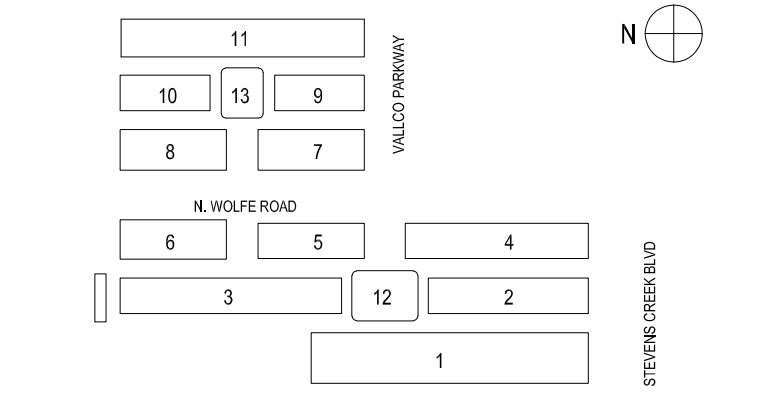 11
N
10 13 9
VALLCO PARKWAY
8 7
N. WOLFE ROAD
6 5 4
3 12 2
STEVENS CREEK BLVD
1